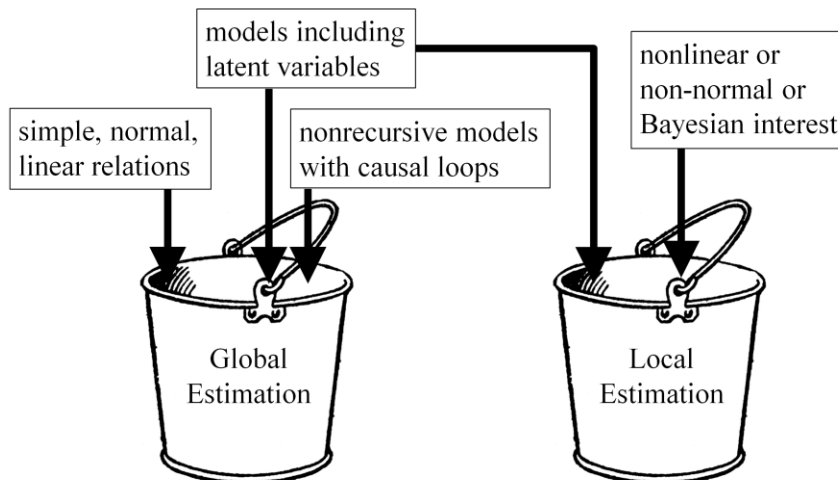 models including
latent variables
nonlinear or
non-normal or
Bayesian interest
simple, normal,
linear relations
nonrecursive models
with causal loops
Global
Estimation
Local
Estimation